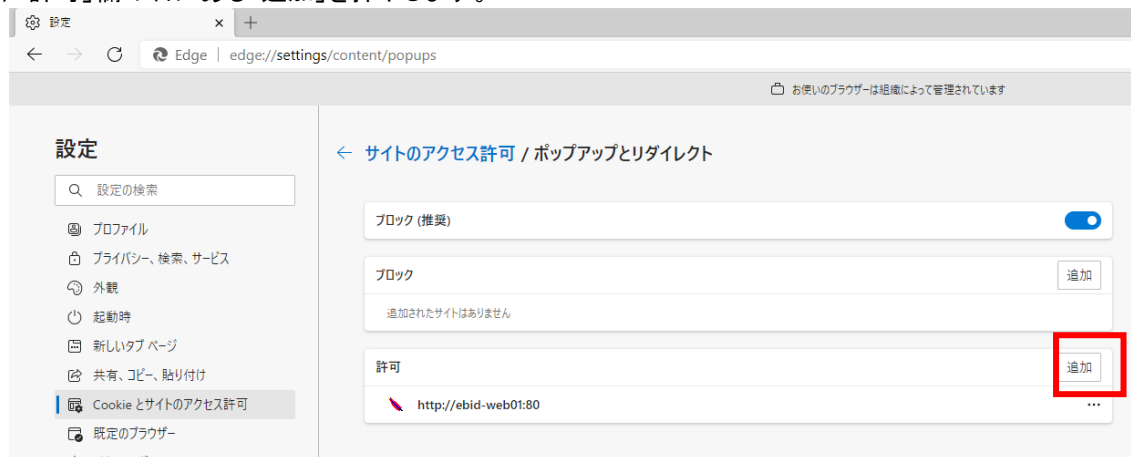 設定
Edge | edge://settings/content/popups
お使いのブラウザーは組織によって管理されています
設定
設定の検索
プロファイル
プライバシー、検索、サービス
外観
起動時
新しいタブ ページ
共有、コピー、貼り付け
Cookie とサイトのアクセス許可
既定のブラウザー
サイトのアクセス許可 / ポップアップとリダイレクト
ブロック (推奨)
ブロック 追加
追加されたサイトはありません
許可 追加
http://ebid-web01:80